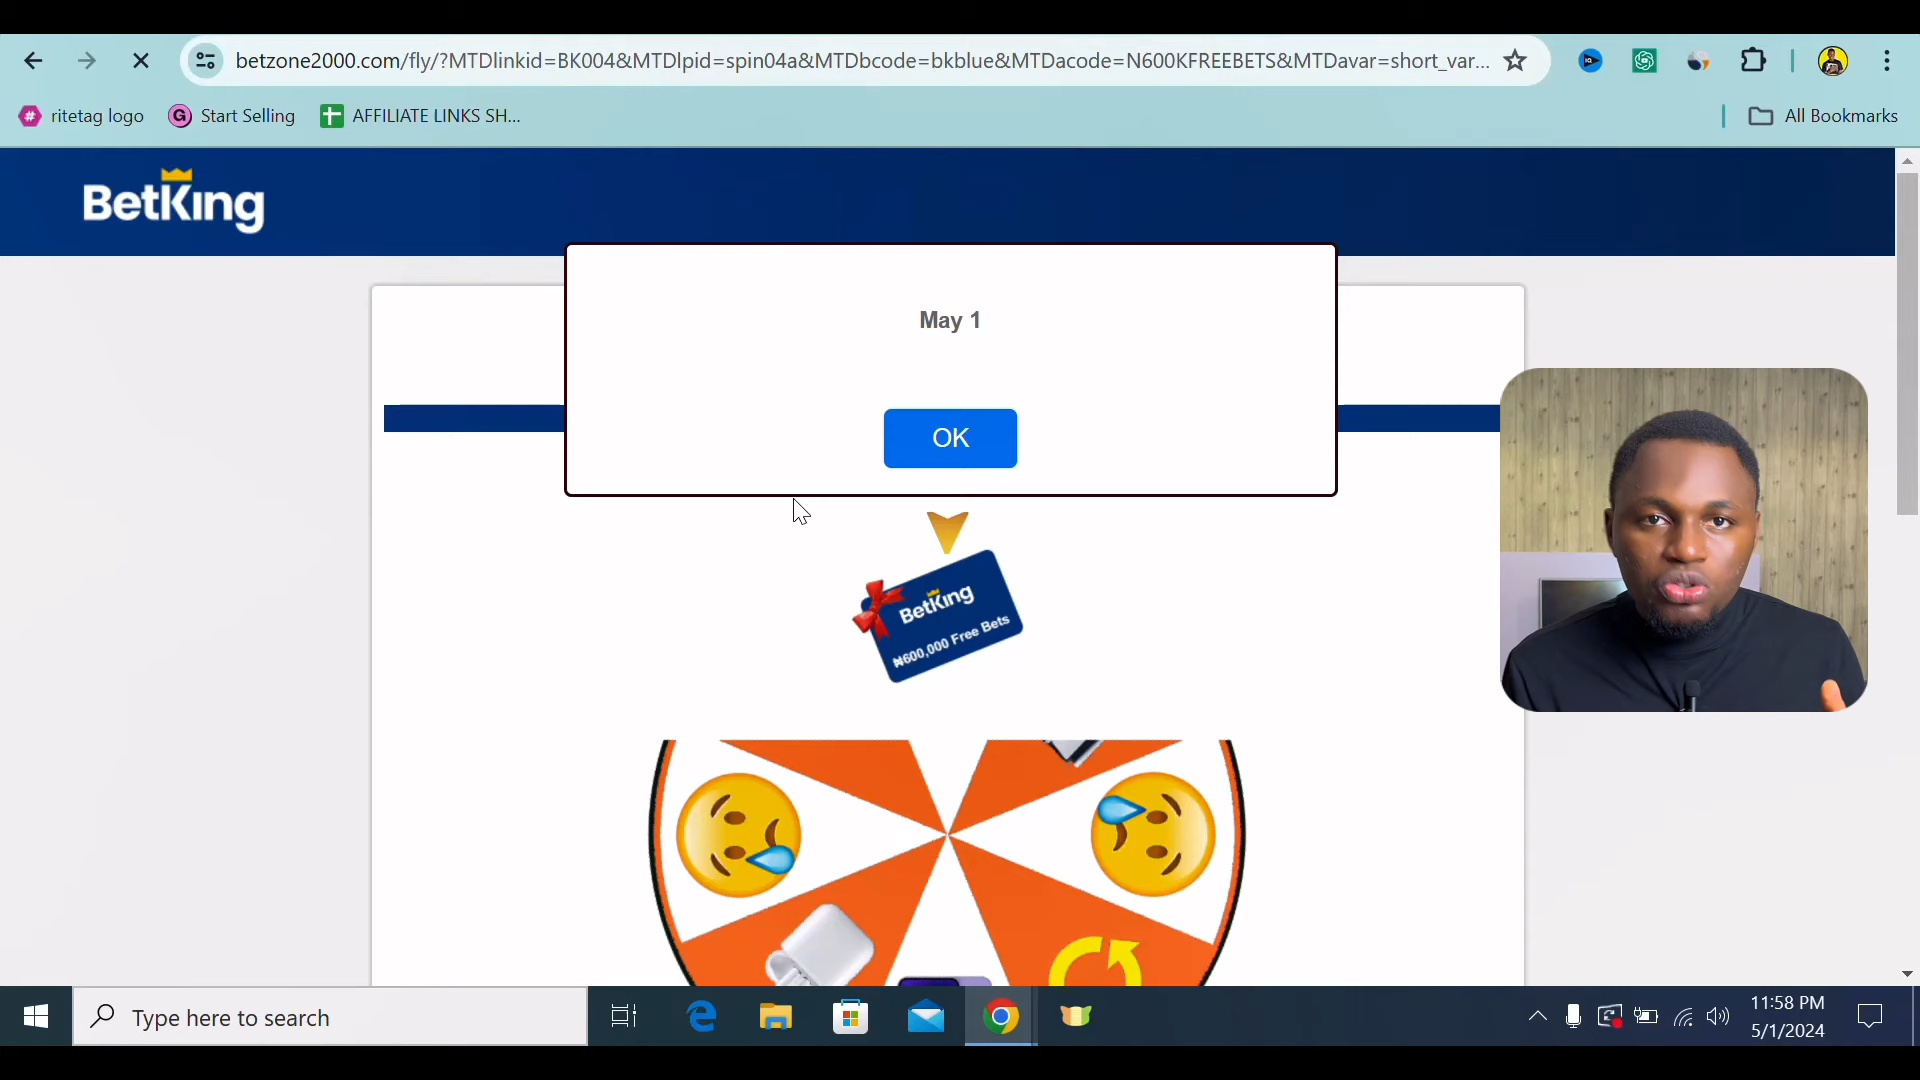 betzone2000.com/fly/?MTDlinkid=BK004&MTDlpid=spin04a&MTDbcode=bkblue&MTDacode=N600KFREEBETS&MTDavar=short_var...
ritetag logo
G Start Selling
AFFILIATE LINKS SH...
All Bookmarks
BetKing
May 1
OK
BetKing
₦600,000 Free Bets
Type here to search
11:58 PM
5/1/2024